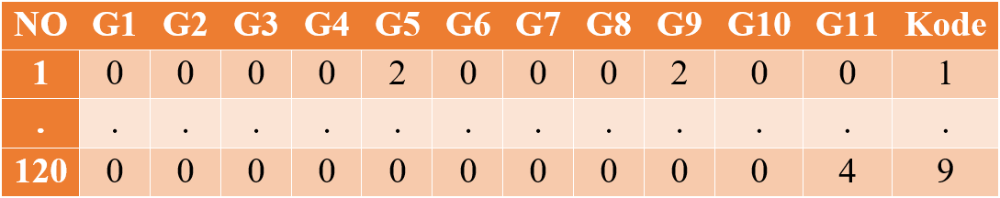 NO G1 G2 G3 G4 G5 G6 G7 G8 G9 G10 G11 Kode
1 0 0 0 0 2 0 0 0 2 0 0 1
. . . . . . . . . . . . .
120 0 0 0 0 0 0 0 0 0 0 4 9